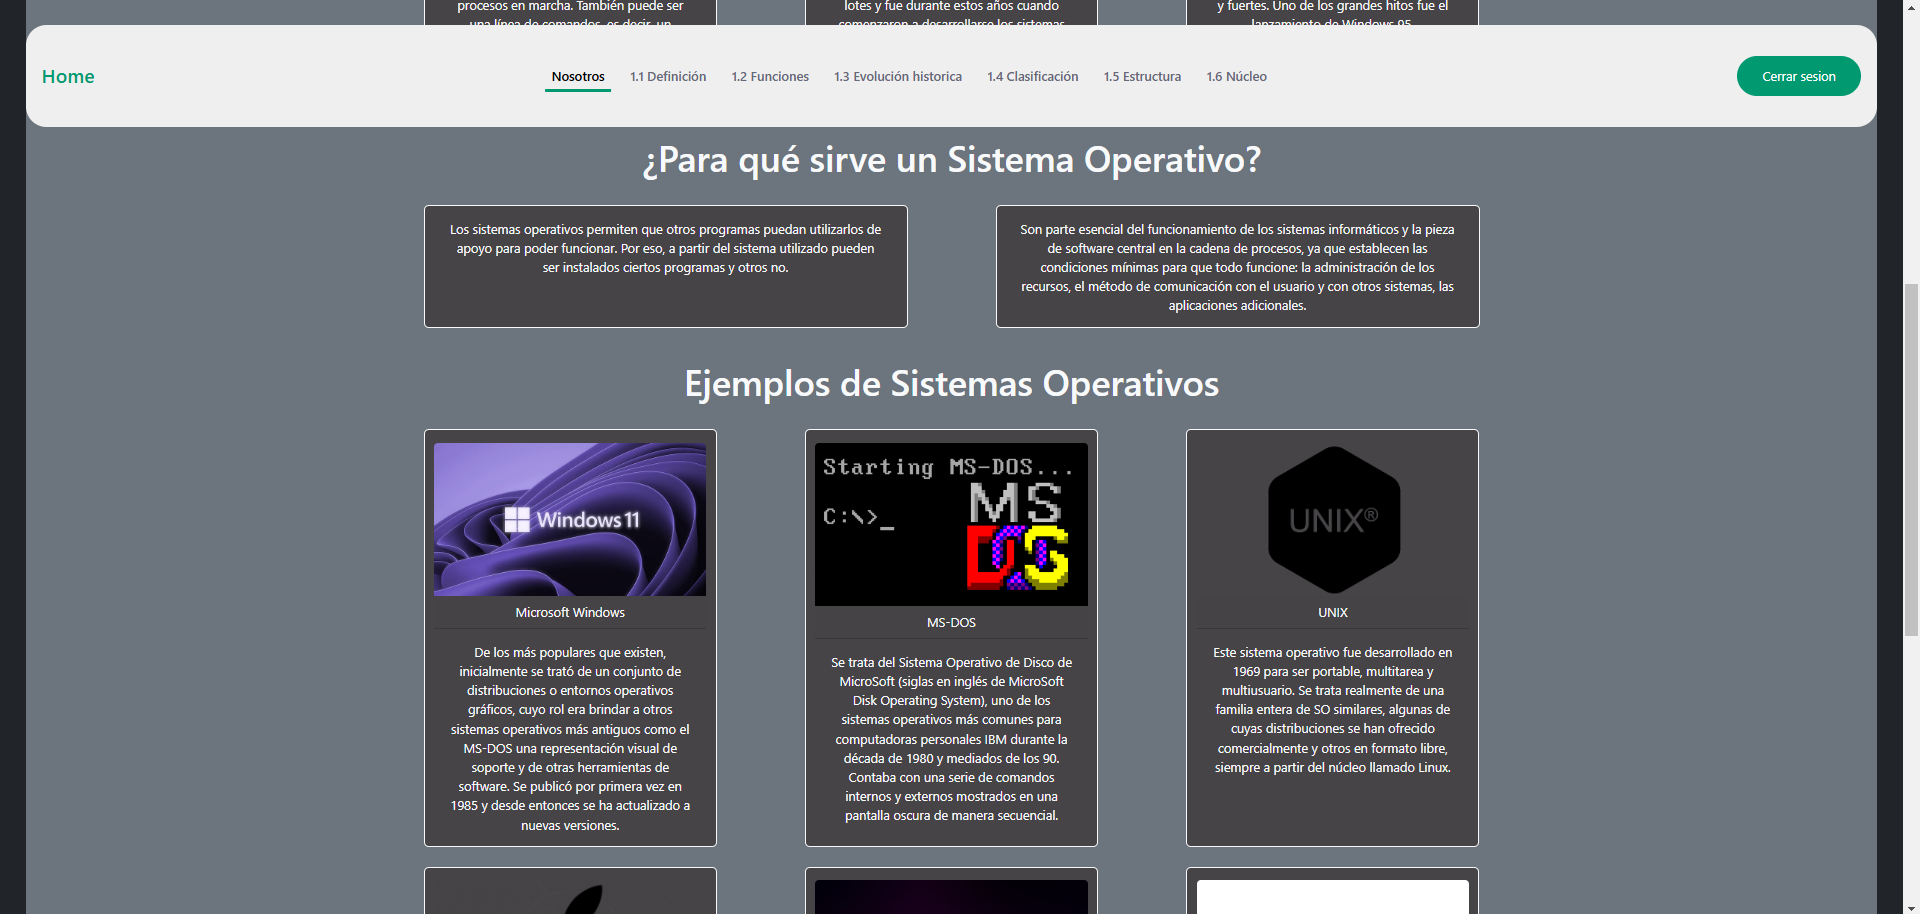 procesos en marcha. También puede ser
una línea de comandos, es decir, un
lotes y fue durante estos años cuando
comenzaron a desarrollarse los sistemas
y fuertes. Uno de los grandes hitos fue el
lanzamiento de Windows 95
Home
Nosotros
1.1 Definición
1.2 Funciones
1.3 Evolución historica
1.4 Clasificación
1.5 Estructura
1.6 Núcleo
Cerrar sesion
¿Para qué sirve un Sistema Operativo?
Los sistemas operativos permiten que otros programas puedan utilizarlos de
apoyo para poder funcionar. Por eso, a partir del sistema utilizado pueden
ser instalados ciertos programas y otros no.
Son parte esencial del funcionamiento de los sistemas informáticos y la pieza
de software central en la cadena de procesos, ya que establecen las
condiciones mínimas para que todo funcione: la administración de los
recursos, el método de comunicación con el usuario y con otros sistemas, las
aplicaciones adicionales.
Ejemplos de Sistemas Operativos
Windows 11
Microsoft Windows
De los más populares que existen,
inicialmente se trató de un conjunto de
distribuciones o entornos operativos
gráficos, cuyo rol era brindar a otros
sistemas operativos más antiguos como el
MS-DOS una representación visual de
soporte y de otras herramientas de
software. Se publicó por primera vez en
1985 y desde entonces se ha actualizado a
nuevas versiones.
Starting MS-DOS...
C:\>_
MS
DOS
MS-DOS
Se trata del Sistema Operativo de Disco de
MicroSoft (siglas en inglés de MicroSoft
Disk Operating System), uno de los
sistemas operativos más comunes para
computadoras personales IBM durante la
década de 1980 y mediados de los 90.
Contaba con una serie de comandos
internos y externos mostrados en una
pantalla oscura de manera secuencial.
UNIX®
UNIX
Este sistema operativo fue desarrollado en
1969 para ser portable, multitarea y
multiusuario. Se trata realmente de una
familia entera de SO similares, algunas de
cuyas distribuciones se han ofrecido
comercialmente y otros en formato libre,
siempre a partir del núcleo llamado Linux.